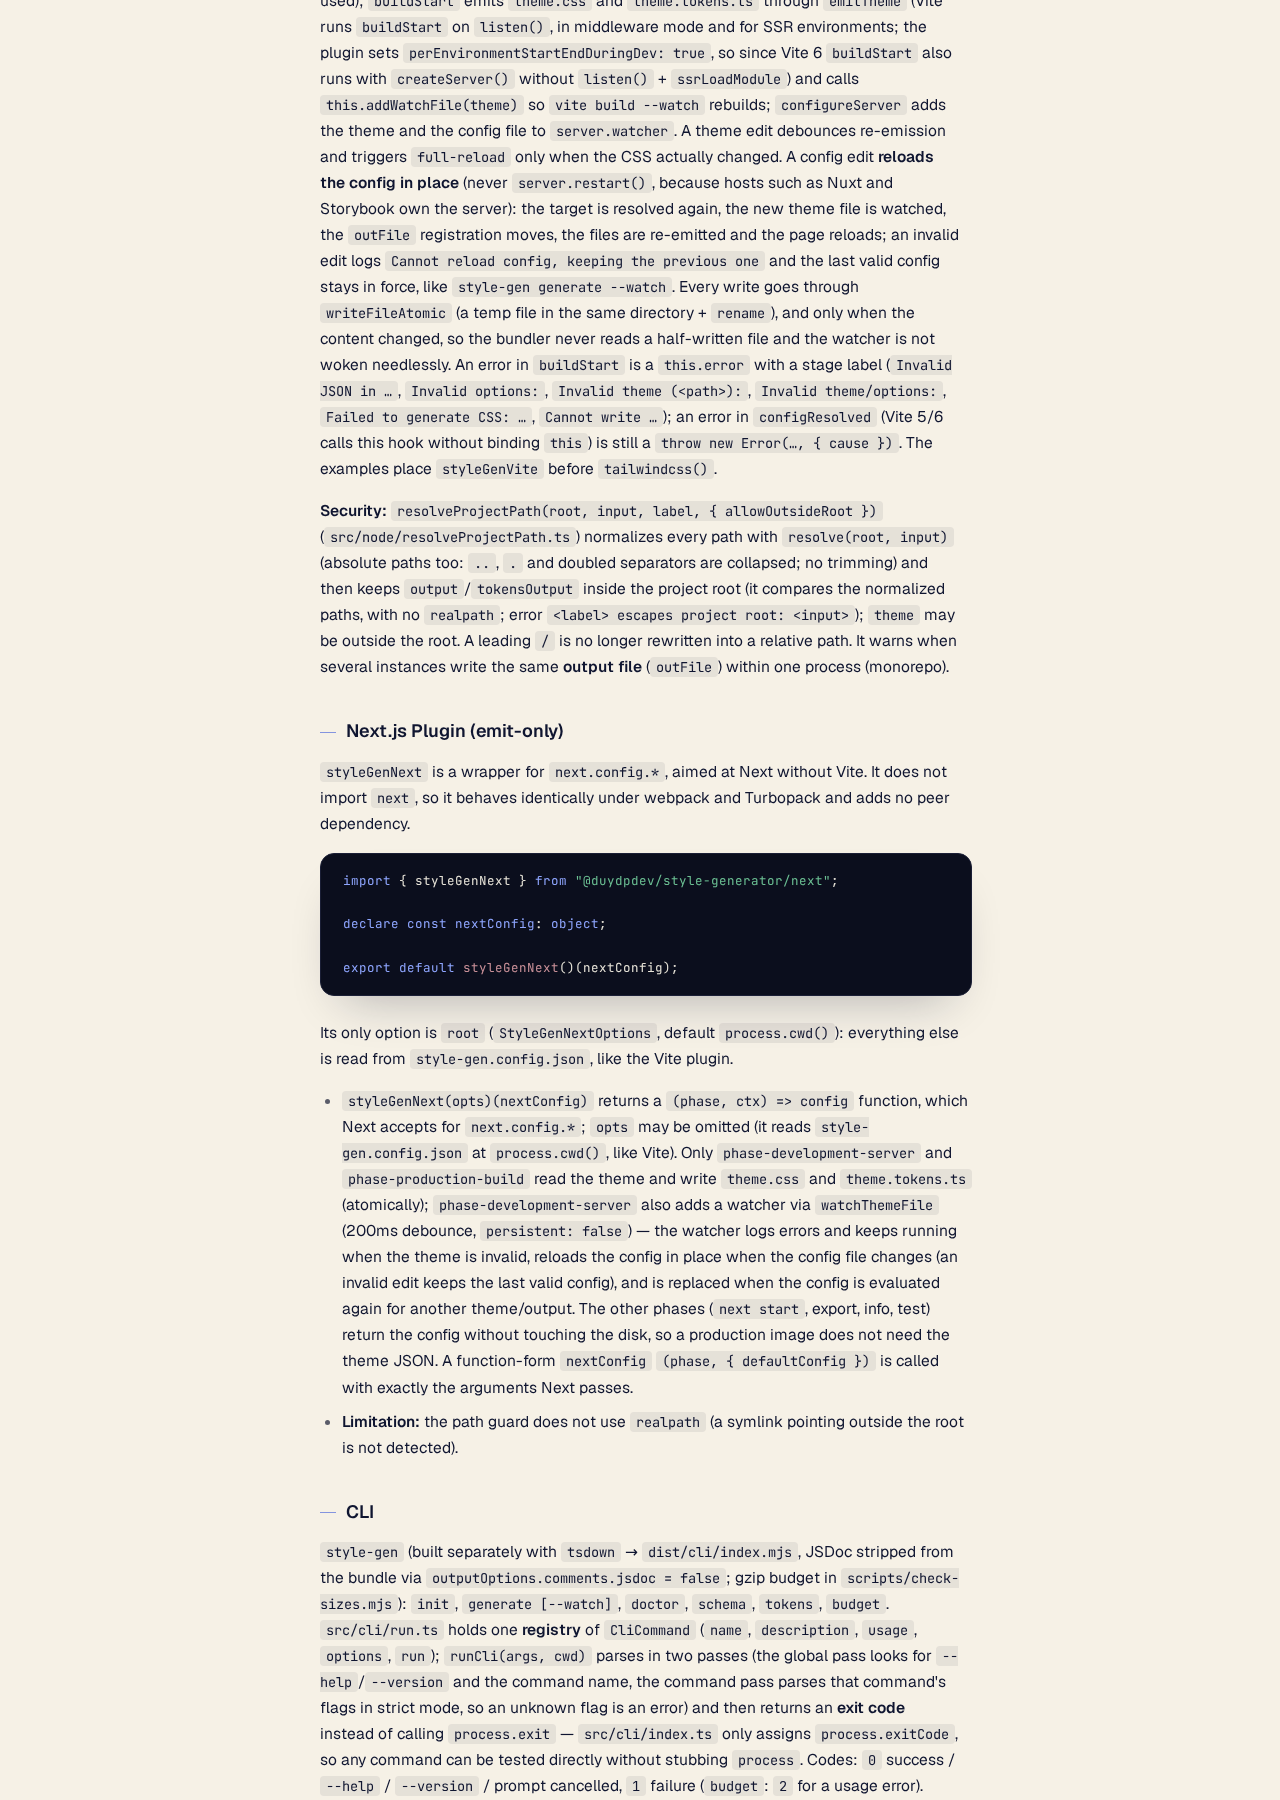 used), buildStart emits theme.css and theme.tokens.ts through emitTheme (Vite
runs buildStart on listen(), in middleware mode and for SSR environments; the
plugin sets perEnvironmentStartEndDuringDev: true, so since Vite 6 buildStart also
runs with createServer() without listen() + ssrLoadModule) and calls
this.addWatchFile(theme) so vite build --watch rebuilds; configureServer adds
the theme and the config file to server.watcher. A theme edit debounces re-emission
and triggers full-reload only when the CSS actually changed. A config edit reloads
the config in place (never server.restart(), because hosts such as Nuxt and
Storybook own the server): the target is resolved again, the new theme file is watched,
the outFile registration moves, the files are re-emitted and the page reloads; an invalid
edit logs Cannot reload config, keeping the previous one and the last valid config
stays in force, like style-gen generate --watch. Every write goes through
writeFileAtomic (a temp file in the same directory + rename), and only when the
content changed, so the bundler never reads a half-written file and the watcher is not
woken needlessly. An error in buildStart is a this.error with a stage label (Invalid
JSON in …, Invalid options:, Invalid theme (<path>):, Invalid theme/options:,
Failed to generate CSS: …, Cannot write …); an error in configResolved (Vite 5/6
calls this hook without binding this) is still a throw new Error(…, { cause }). The
examples place styleGenVite before tailwindcss().
Security: resolveProjectPath(root, input, label, { allowOutsideRoot })
(src/node/resolveProjectPath.ts) normalizes every path with resolve(root, input)
(absolute paths too: .., . and doubled separators are collapsed; no trimming) and
then keeps output/tokensOutput inside the project root (it compares the normalized
paths, with no realpath; error <label> escapes project root: <input>); theme may
be outside the root. A leading / is no longer rewritten into a relative path. It warns when
several instances write the same output file (outFile) within one process (monorepo).
— Next.js Plugin (emit-only)
styleGenNext is a wrapper for next.config.*, aimed at Next without Vite. It does not
import next, so it behaves identically under webpack and Turbopack and adds no peer
dependency.
import { styleGenNext } from "@duydpdev/style-generator/next";
declare const nextConfig: object;
export default styleGenNext()(nextConfig);
Its only option is root (StyleGenNextOptions, default process.cwd()): everything else
is read from style-gen.config.json, like the Vite plugin.
• styleGenNext(opts)(nextConfig) returns a (phase, ctx) => config function, which
Next accepts for next.config.*; opts may be omitted (it reads style-
gen.config.json at process.cwd(), like Vite). Only phase-development-server and
phase-production-build read the theme and write theme.css and theme.tokens.ts
(atomically); phase-development-server also adds a watcher via watchThemeFile
(200ms debounce, persistent: false) — the watcher logs errors and keeps running
when the theme is invalid, reloads the config in place when the config file changes (an
invalid edit keeps the last valid config), and is replaced when the config is evaluated
again for another theme/output. The other phases (next start, export, info, test)
return the config without touching the disk, so a production image does not need the
theme JSON. A function-form nextConfig (phase, { defaultConfig }) is called
with exactly the arguments Next passes.
• Limitation: the path guard does not use realpath (a symlink pointing outside the root
is not detected).
— CLI
style-gen (built separately with tsdown → dist/cli/index.mjs, JSDoc stripped from
the bundle via outputOptions.comments.jsdoc = false; gzip budget in scripts/check-
sizes.mjs): init, generate [--watch], doctor, schema, tokens, budget.
src/cli/run.ts holds one registry of CliCommand (name, description, usage,
options, run); runCli(args, cwd) parses in two passes (the global pass looks for --
help/--version and the command name, the command pass parses that command's
flags in strict mode, so an unknown flag is an error) and then returns an exit code
instead of calling process.exit — src/cli/index.ts only assigns process.exitCode,
so any command can be tested directly without stubbing process. Codes: 0 success /
--help / --version / prompt cancelled, 1 failure (budget: 2 for a usage error).